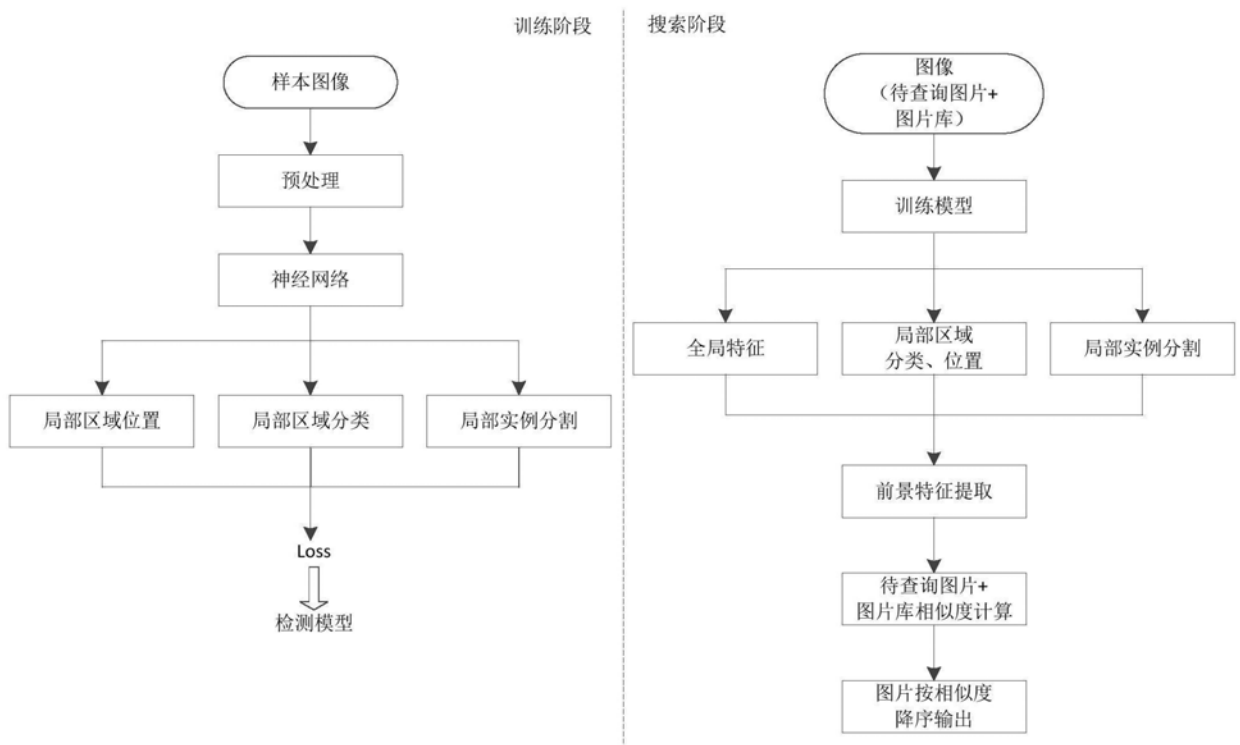 训练阶段
样本图像
预处理
神经网络
局部区域位置
局部区域分类
局部实例分割
Loss
检测模型
搜索阶段
图像
（待查询图片+
图片库）
训练模型
全局特征
局部区域
分类、位置
局部实例分割
前景特征提取
待查询图片+
图片库相似度计算
图片按相似度
降序输出